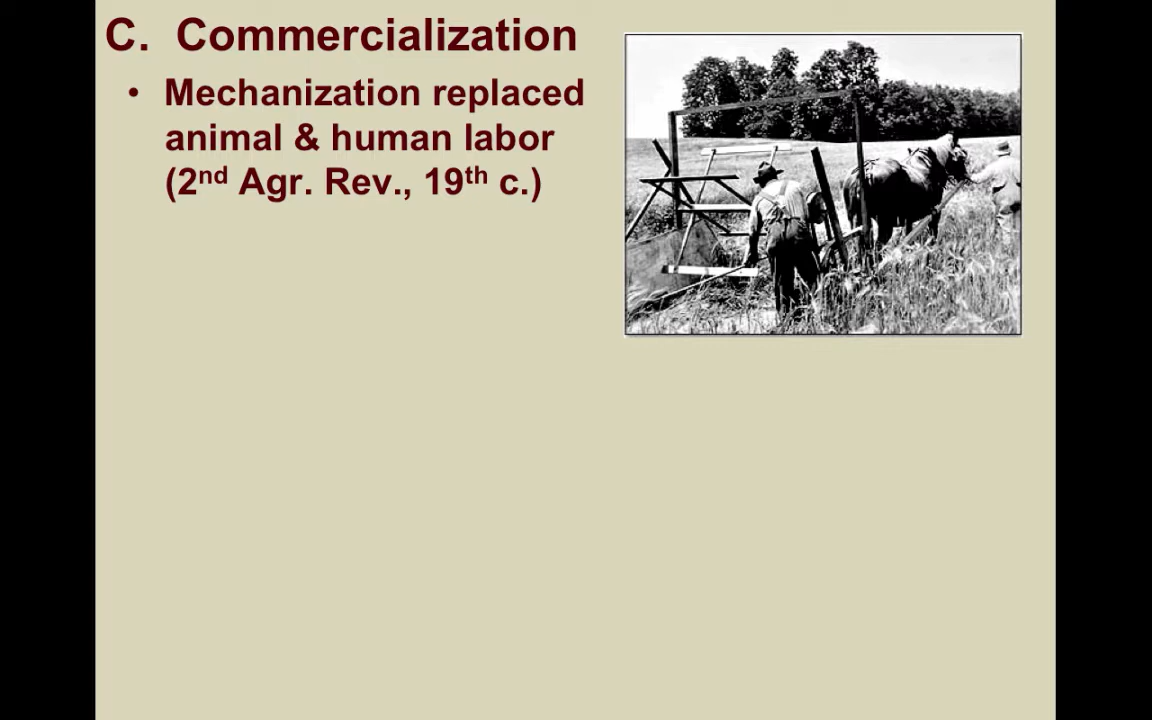 C. Commercialization
• Mechanization replaced
animal & human labor
(2nd Agr. Rev., 19th c.)